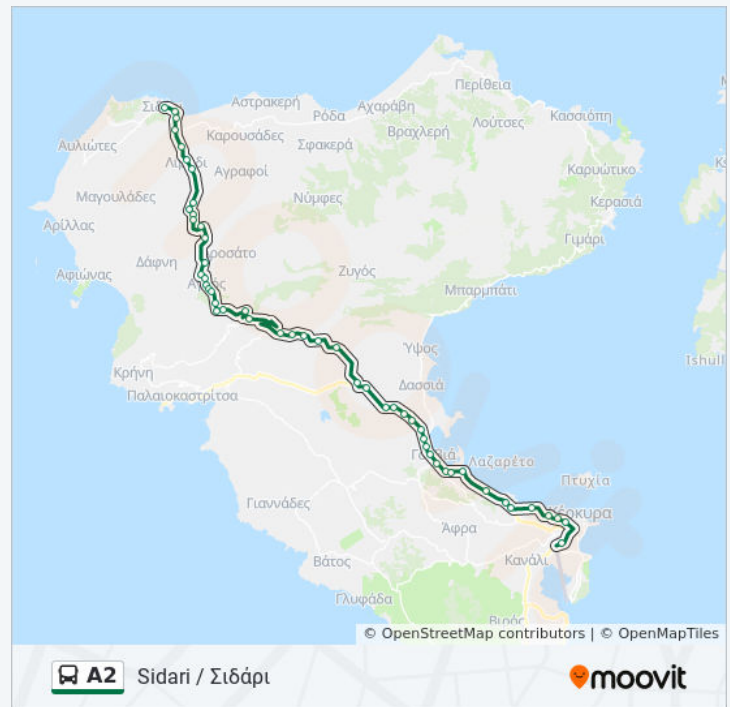 Περίθεια
Αστρακερή
Ρόδα
Αχαράβη
Κασσιόπη
Λούτσες
Βραχλερή
Καρουσάδες
Σφακερά
Αυλιώτες
Αγραφοί
Καρυώτικο
Μαγουλάδες
Νύμφες
Κερασιά
Αρίλλας
Γιμάρι
Δάφνη
Ζυγός
Αφιώνας
Μπαρμπάτι
Ύψος
Ishull
Κρήνη
Δασσιά
Παλαιοκαστρίτσα
Λαζαρέτο
Πτυχία
Γιαννάδες
Κέρκυρα
Άφρα
Κανάλι
Βάτος
Γλυφάδα
Βιρός
© OpenStreetMap contributors | © OpenMapTiles
A2 Sidari / Σιδάρι
moovit